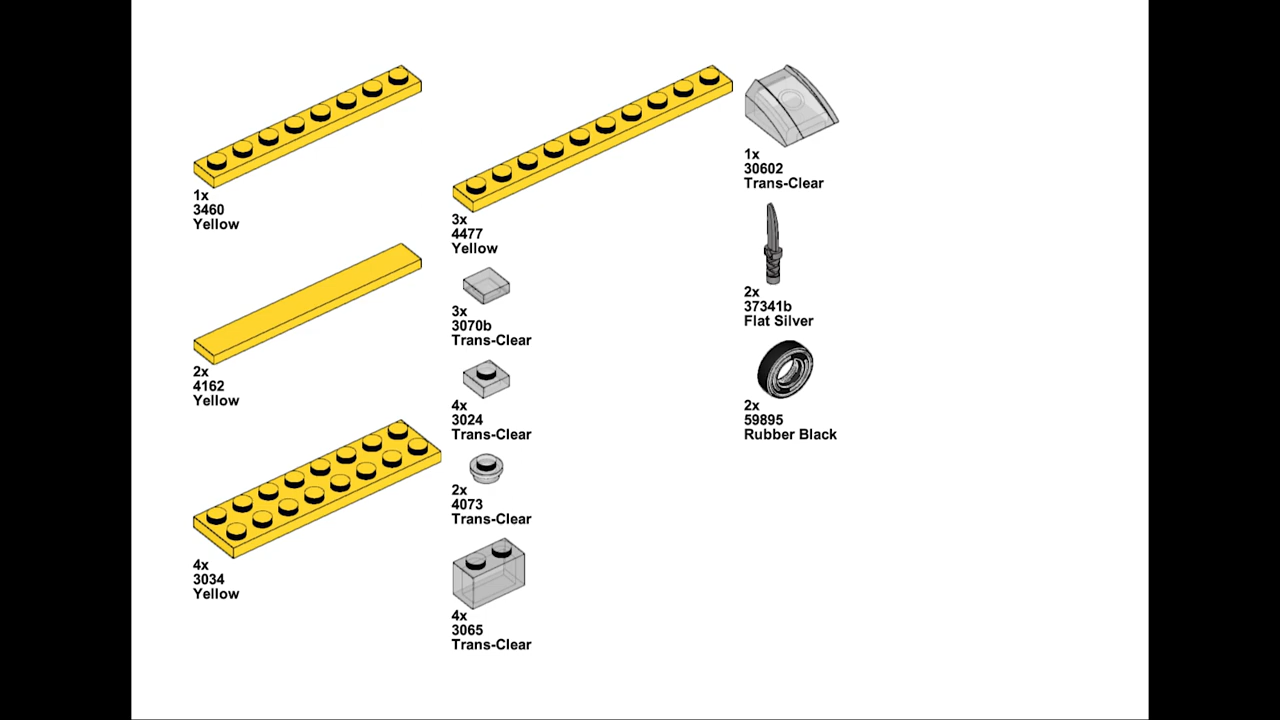 1x
3460
Yellow
2x
4162
Yellow
4x
3034
Yellow
3x
4477
Yellow
3x
3070b
Trans-Clear
4x
3024
Trans-Clear
2x
4073
Trans-Clear
4x
3065
Trans-Clear
1x
30602
Trans-Clear
2x
37341b
Flat Silver
2x
59895
Rubber Black